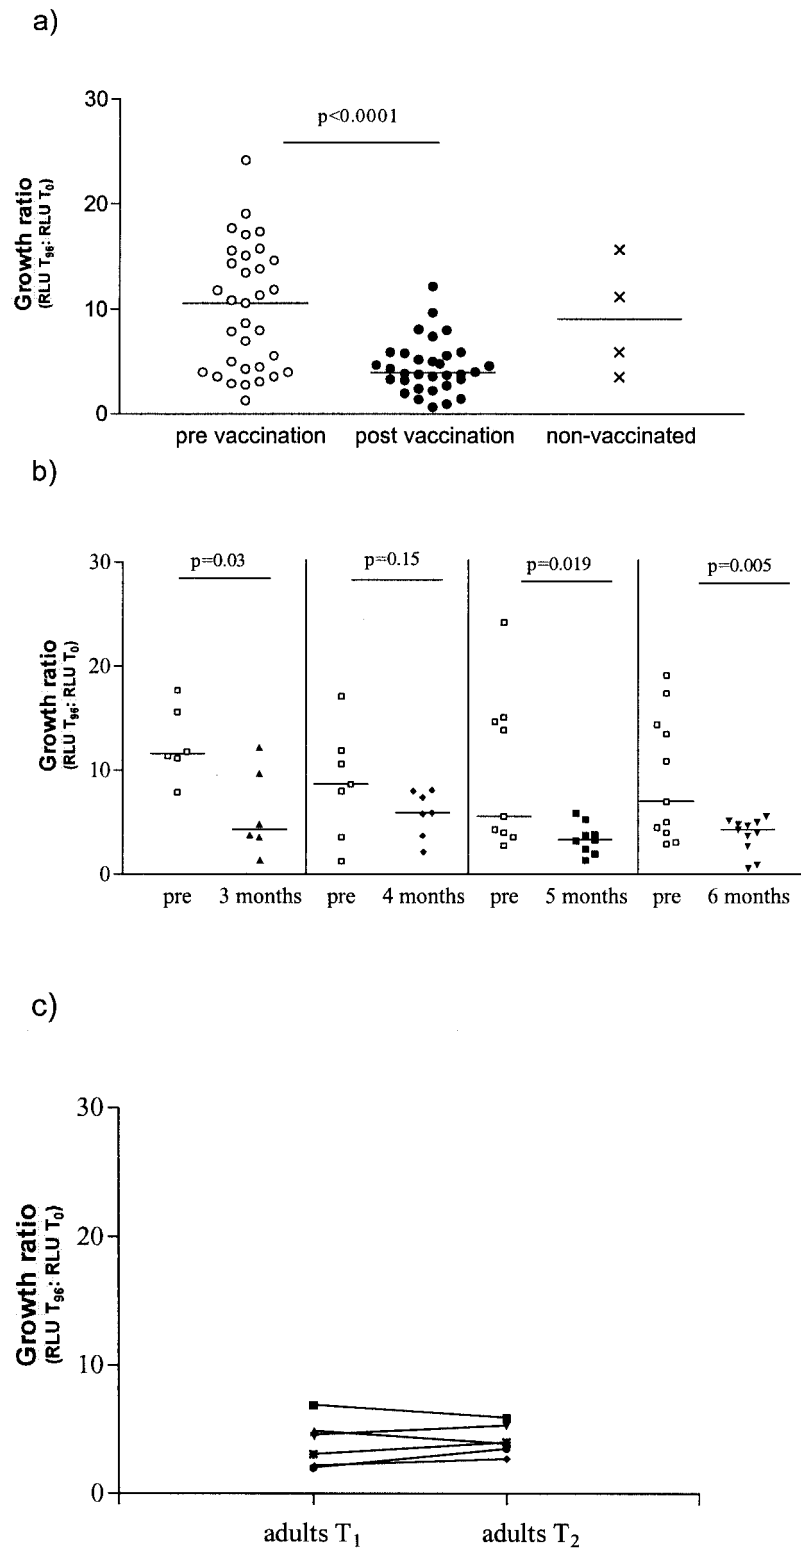 a)
30
p<0.0001
20
10
0
Growth ratio
(RLU T96: RLU T0)
pre vaccination post vaccination non-vaccinated
b)
30
p=0.03 p=0.15 p=0.019 p=0.005
20
10
0
Growth ratio
(RLU T96: RLU T0)
pre 3 months pre 4 months pre 5 months pre 6 months
c)
30
20
10
0
Growth ratio
(RLU T96: RLU T0)
adults T1 adults T2